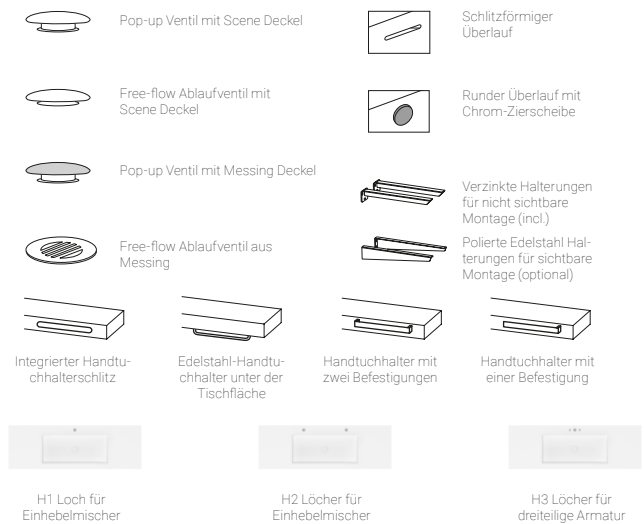 Pop-up Ventil mit Scene Deckel
Schlitzförmiger
Überlauf
Free-flow Ablaufventil mit
Scene Deckel
Runder Überlauf mit
Chrom-Zierscheibe
Pop-up Ventil mit Messing Deckel
Verzinkte Halterungen
für nicht sichtbare
Montage (incl.)
Free-flow Ablaufventil aus
Messing
Polierte Edelstahl Hal-
terungen für sichtbare
Montage (optional)
Integrierter Handtu-
chhalterschlitz
Edelstahl-Handtu-
chhalter unter der
Tischfläche
Handtuchhalter mit
zwei Befestigungen
Handtuchhalter mit
einer Befestigung
H1 Loch für
Einhebelmischer
H2 Löcher für
Einhebelmischer
H3 Löcher für
dreiteilige Armatur